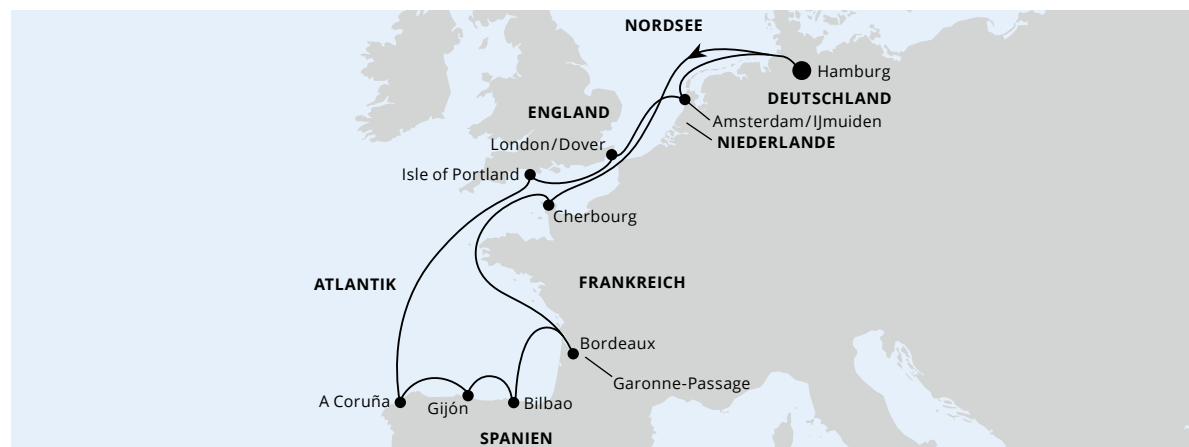 NORDSEE
Hamburg
DEUTSCHLAND
ENGLAND
Amsterdam/IJmuiden
NIEDERLANDE
London/Dover
Isle of Portland
Cherbourg
ATLANTIK
FRANKREICH
Bordeaux
Garonne-Passage
A Coruña
Gijón
Bilbao
SPANIEN